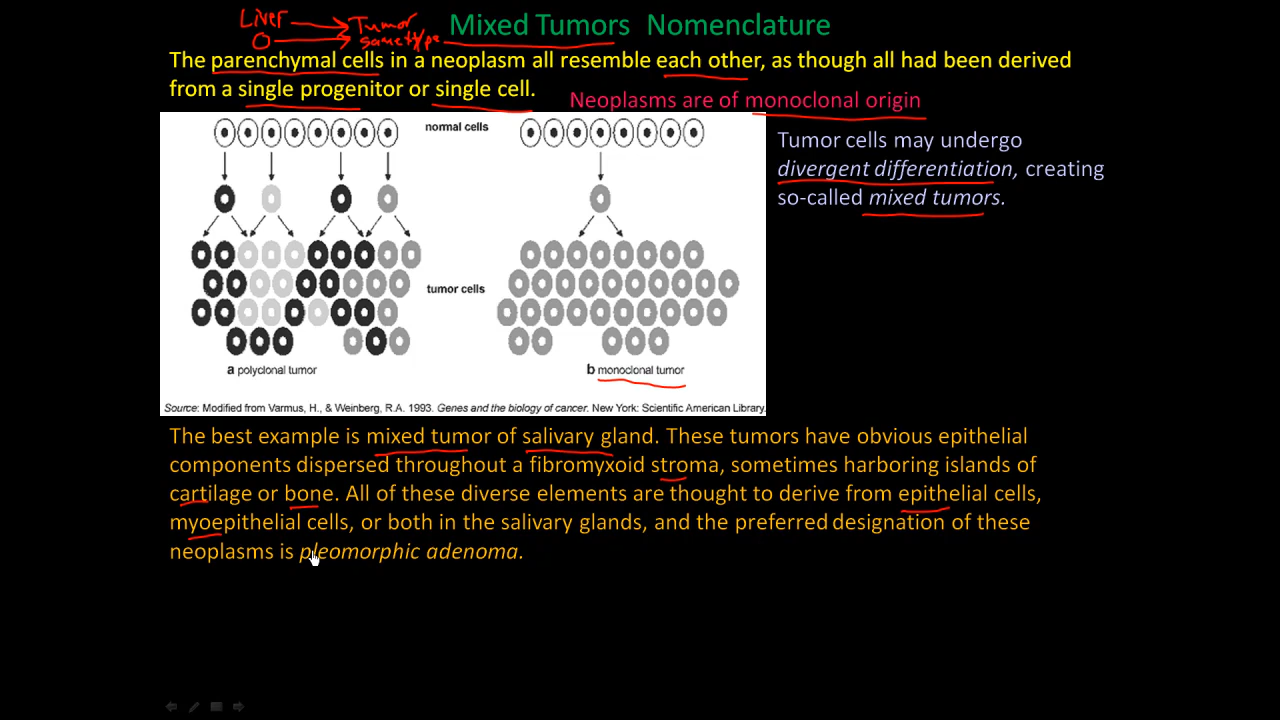 Liver Tumor
same type
Mixed Tumors Nomenclature
The parenchymal cells in a neoplasm all resemble each other, as though all had been derived
from a single progenitor or single cell.
Neoplasms are of monoclonal origin
normal cells
tumor cells
a polyclonal tumor
b monoclonal tumor
Source: Modified from Varmus, H., & Weinberg, R.A. 1993. Genes and the biology of cancer. New York: Scientific American Library.
Tumor cells may undergo
divergent differentiation, creating
so-called mixed tumors.
The best example is mixed tumor of salivary gland. These tumors have obvious epithelial
components dispersed throughout a fibromyxoid stroma, sometimes harboring islands of
cartilage or bone. All of these diverse elements are thought to derive from epithelial cells,
myoepithelial cells, or both in the salivary glands, and the preferred designation of these
neoplasms is pleomorphic adenoma.